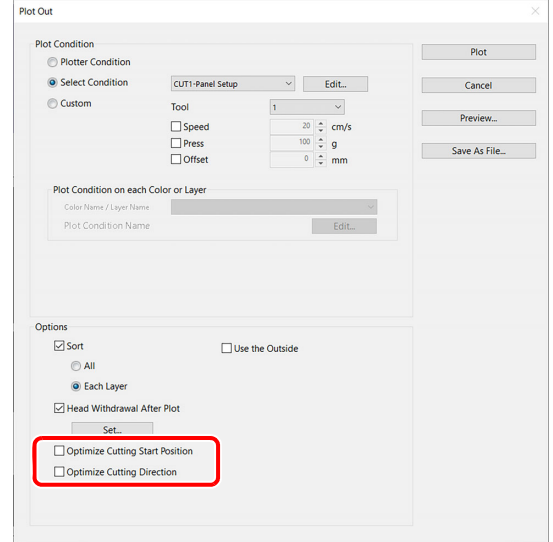 Plot Out
Plot Condition
Plotter Condition
Select Condition
CUT1-Panel Setup
Edit...
Custom
Tool
1
Speed
20
cm/s
Press
100
g
Offset
0
mm
Plot Condition on each Color or Layer
Color Name / Layer Name
Plot Condition Name
Edit...
Plot
Cancel
Preview...
Save As File...
Options
Sort
Use the Outside
All
Each Layer
Head Withdrawal After Plot
Set...
Optimize Cutting Start Position
Optimize Cutting Direction